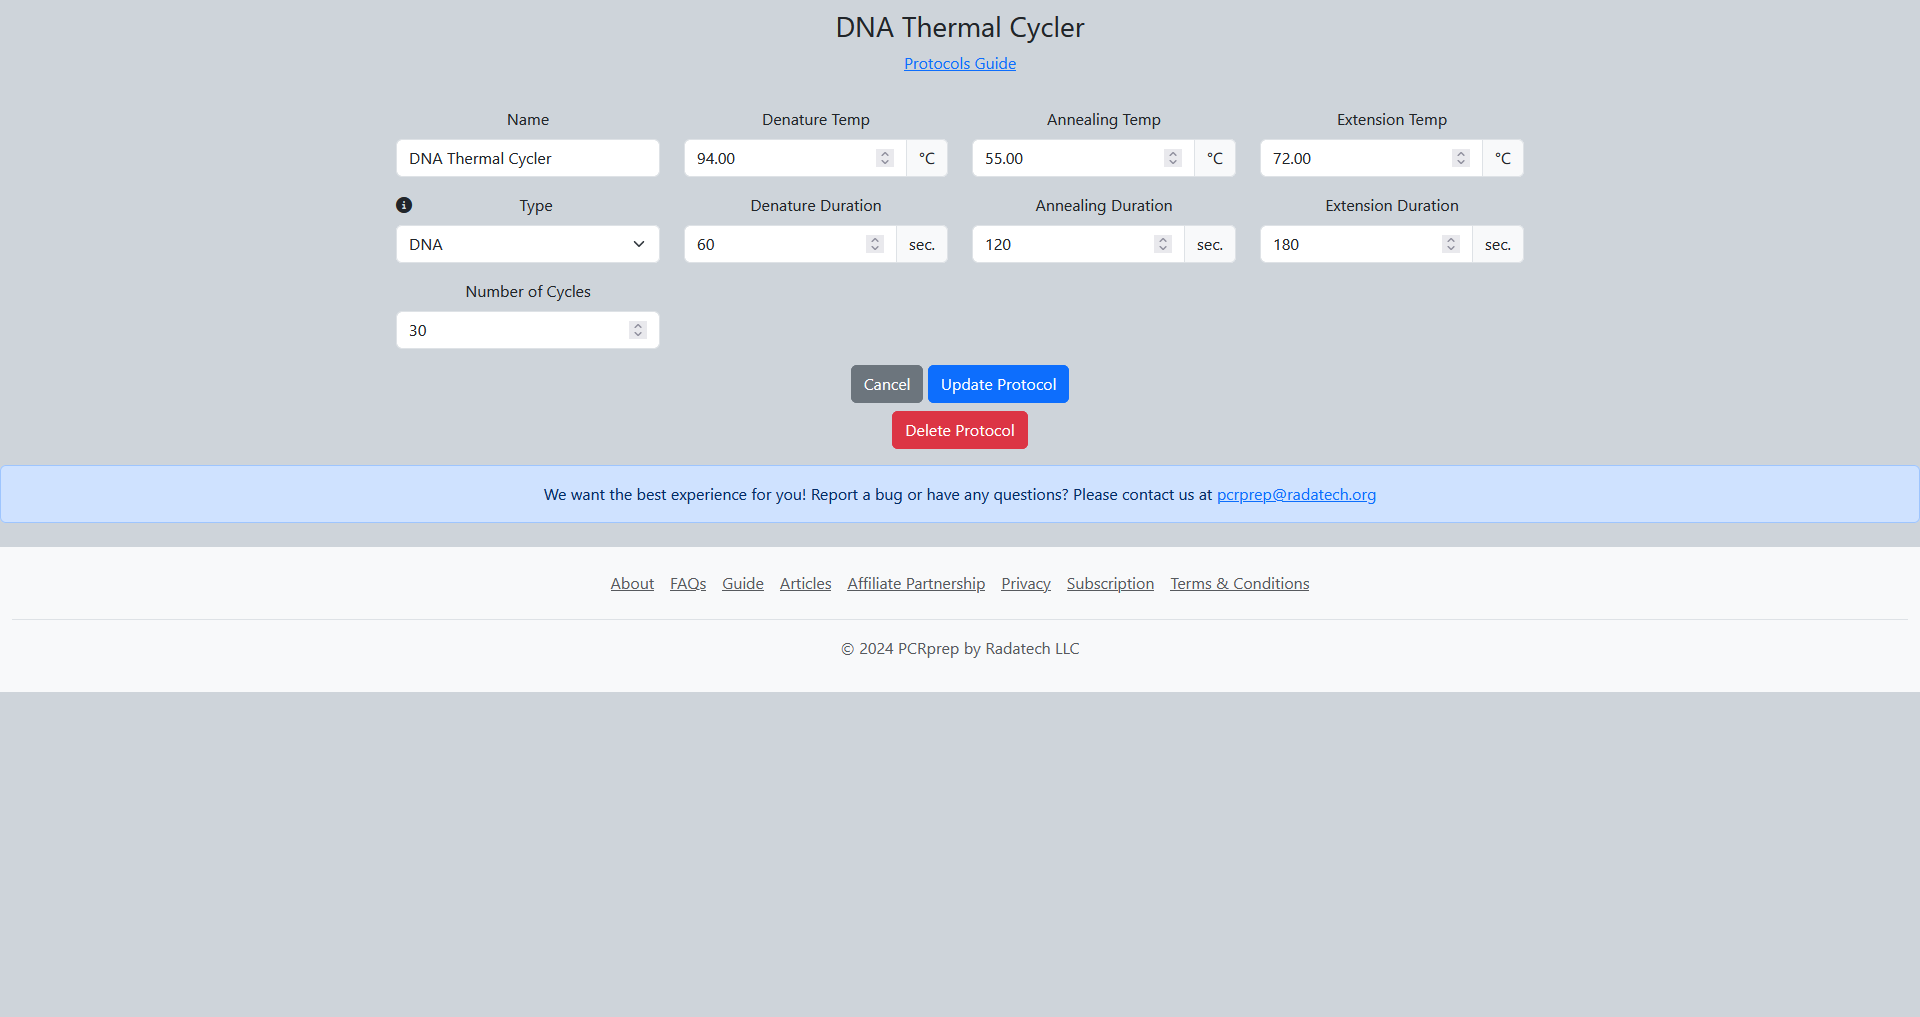 DNA Thermal Cycler
Protocols Guide
Name Denature Temp Annealing Temp Extension Temp
DNA Thermal Cycler 94.00 °C 55.00 °C 72.00 °C
Type Denature Duration Annealing Duration Extension Duration
DNA 60 sec. 120 sec. 180 sec.
Number of Cycles
30
Cancel Update Protocol
Delete Protocol
We want the best experience for you! Report a bug or have any questions? Please contact us at pcrprep@radatech.org
About FAQs Guide Articles Affiliate Partnership Privacy Subscription Terms & Conditions
© 2024 PCRprep by Radatech LLC